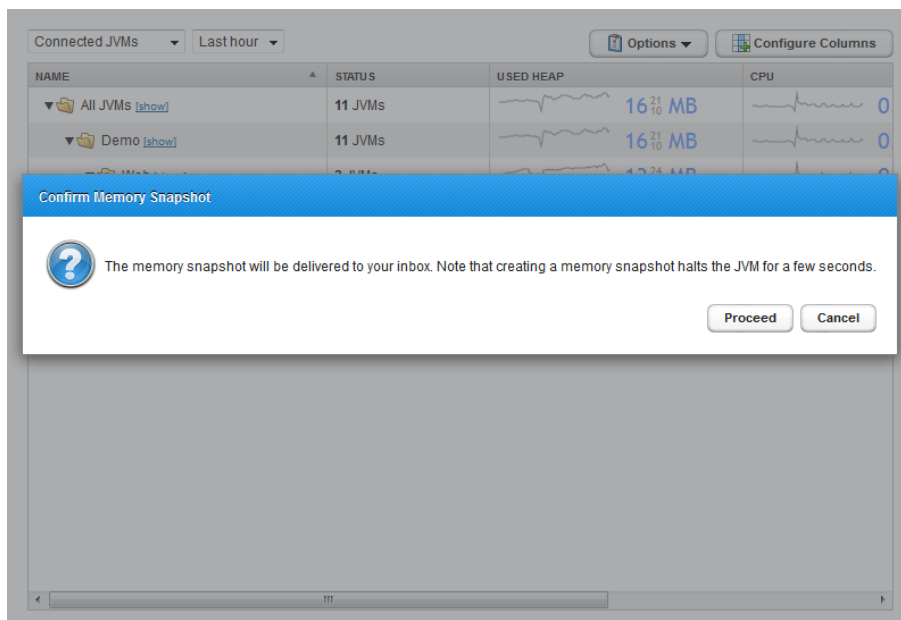 Connected JVMs Last hour Options Configure Columns
NAME STATUS USED HEAP CPU
All JVMs [show] 11 JVMs 16 21 10 MB 0
Demo [show] 11 JVMs 16 21 10 MB 0
Confirm Memory Snapshot
The memory snapshot will be delivered to your inbox. Note that creating a memory snapshot halts the JVM for a few seconds.
Proceed Cancel